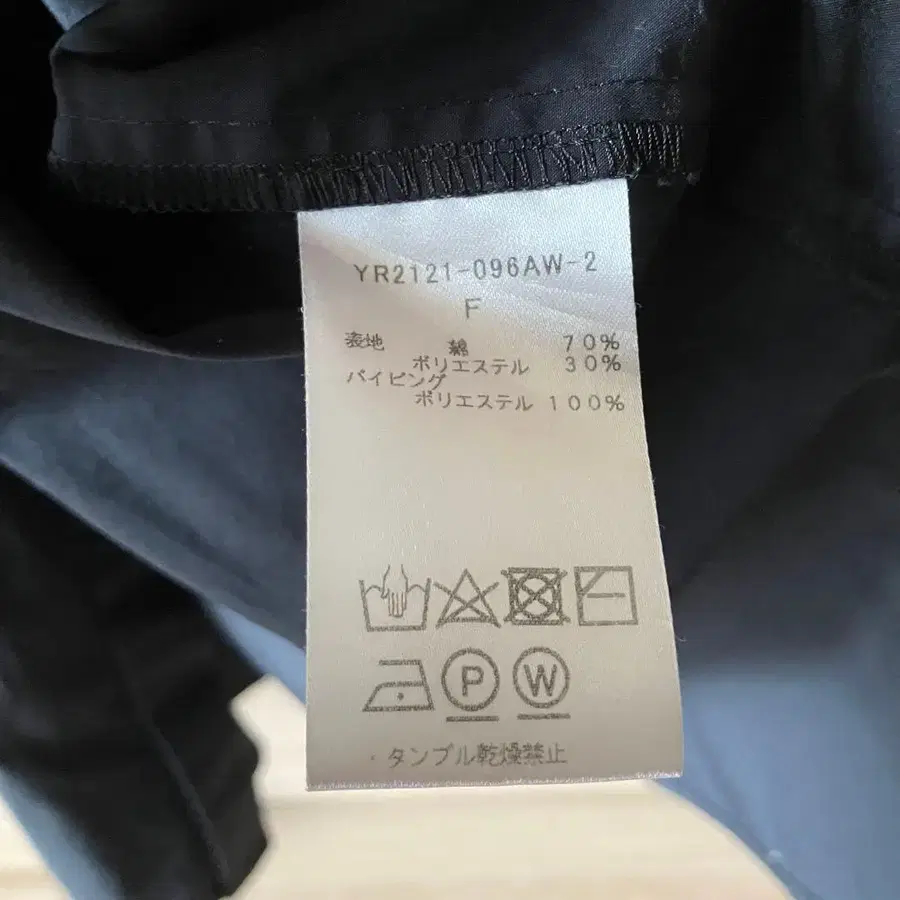 YR2121-096AW-2
F
表地 綿 70%
ポリエステル 30%
パイピング
ポリエステル 100%
P W
・タンブル乾燥禁止